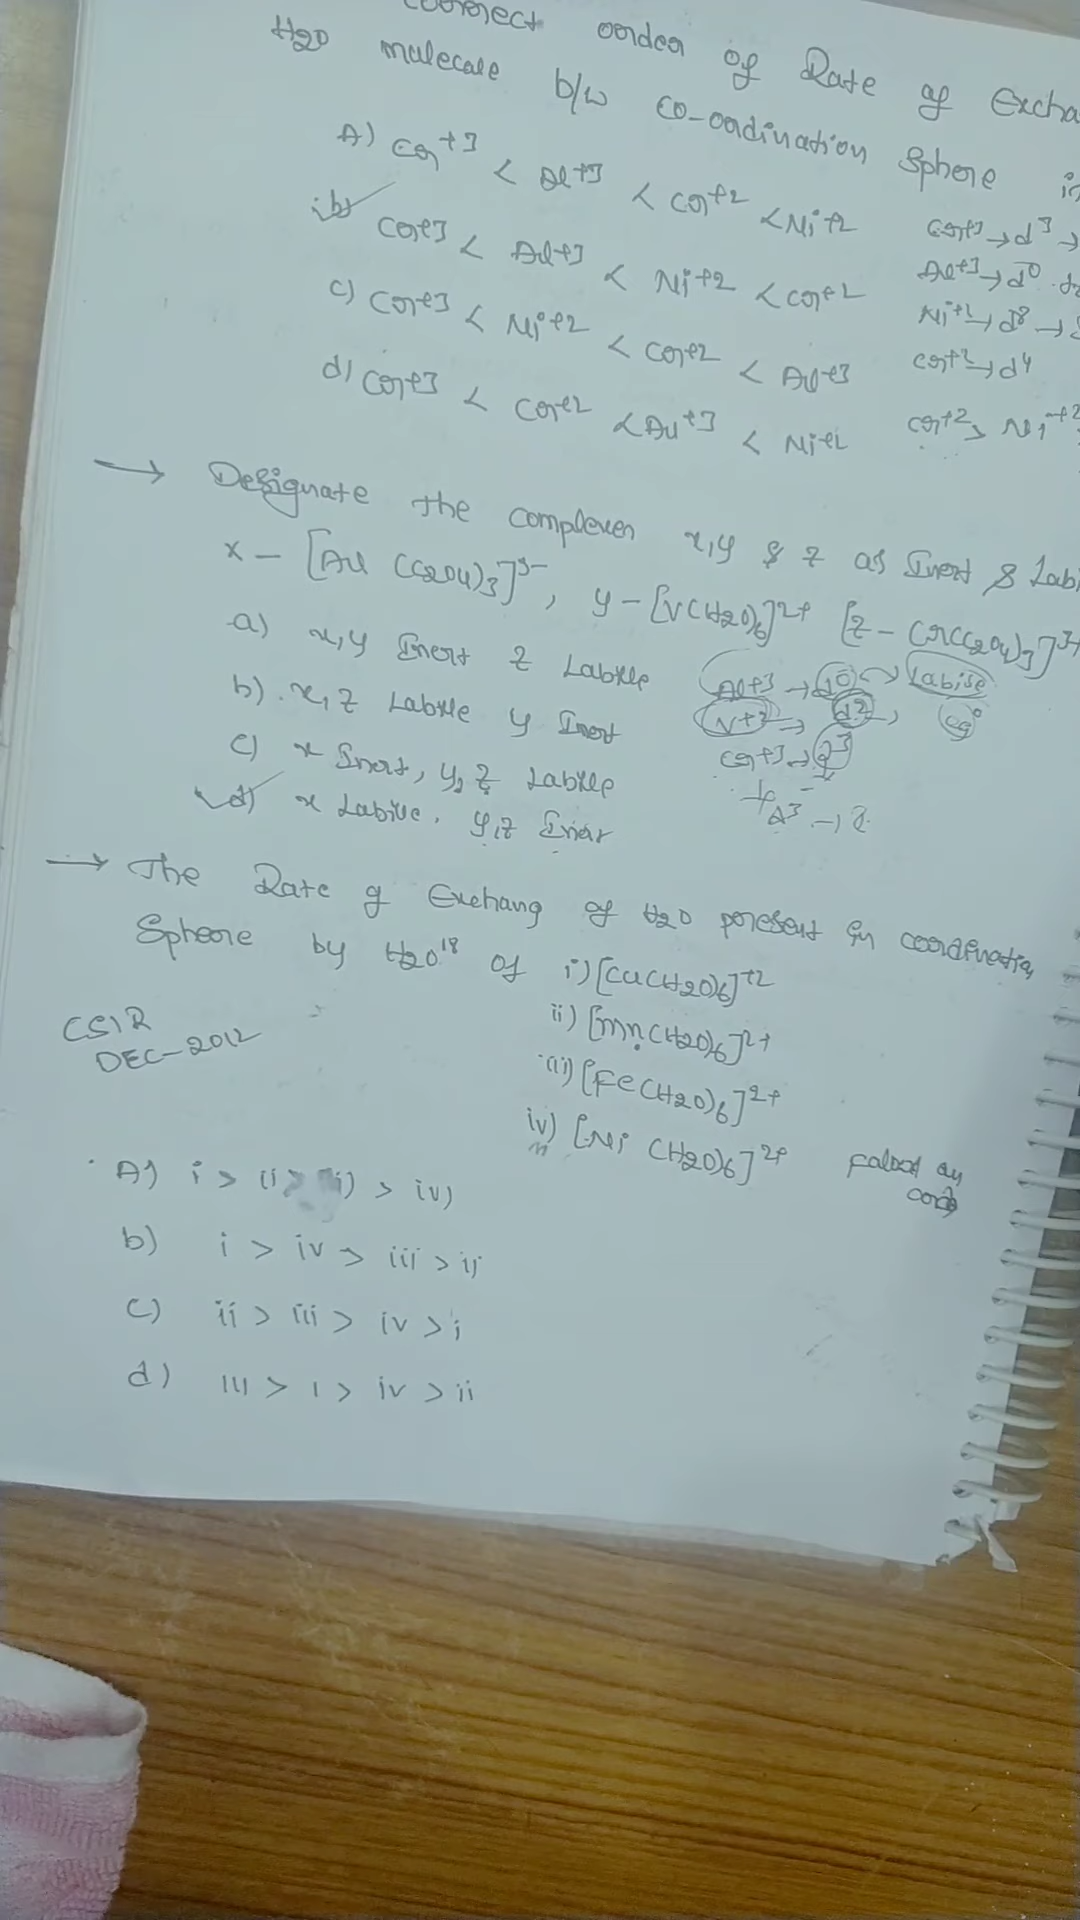 correct order of Rate of Excha
H2O molecule b/w co-ordination Sphere
A) Cr+3 < Al+3 < Cr+2 < Ni+2
b) Cr+3 < Al+3 < Ni+2 < Cr+2
c) Cr+3 < Ni+2 < Cr+2 < Al+3
d) Cr+3 < Cr+2 < Al+3 < Ni+2
Cr+3 → d3 →
Al+3 → d0
Ni+2 → d8 →
Cr+2 → d4
Cr+2 > Ni+2
→ Designate the complexes x,y & z as Inert & Labi
x - [Al (C2O4)3]3-, y - [V(H2O)6]2+ [z - Cr(C2O4)3]3+
a) x,y Inert z Labile
b) x,z Labile y Inert
c) x Inert, y, z Labile
d) x Labile, y,z Inert
Al+3 → d0 → Labile
V+2 → d2,
Cr+3 → d3
→ The Rate of Exchang of H2O present in coordination
Sphere by H2O18 of i) [Cu(H2O)6]+2
ii) [Mn(H2O)6]2+
iii) [Fe(H2O)6]2+
iv) [Ni (H2O)6]2+
CSIR
DEC-2012
A) i > ii > iii) > iv)
b) i > iv > iii > ii
c) ii > iii > iv > i
d) III > I > iv > ii